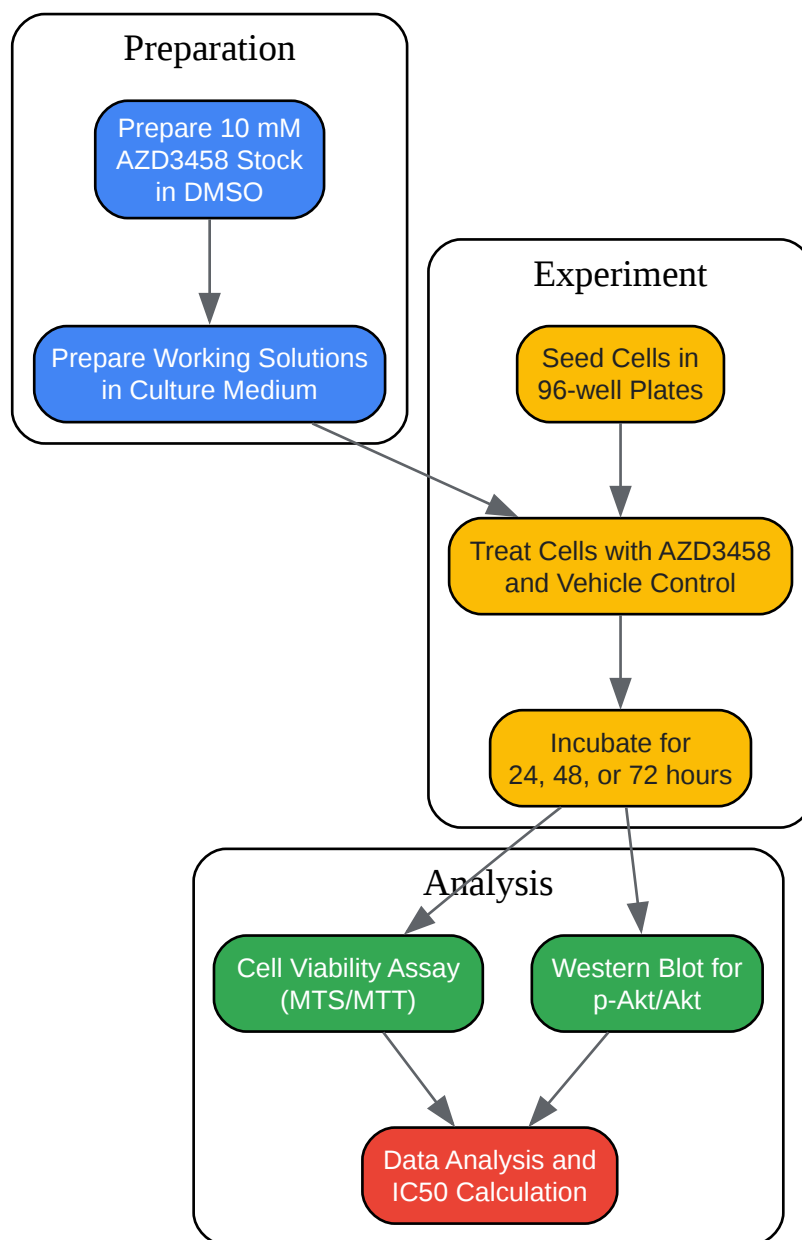 Preparation
Prepare 10 mM
AZD3458 Stock
in DMSO
Prepare Working Solutions
in Culture Medium
Experiment
Seed Cells in
96-well Plates
Treat Cells with AZD3458
and Vehicle Control
Incubate for
24, 48, or 72 hours
Analysis
Cell Viability Assay
(MTS/MTT)
Western Blot for
p-Akt/Akt
Data Analysis and
IC50 Calculation